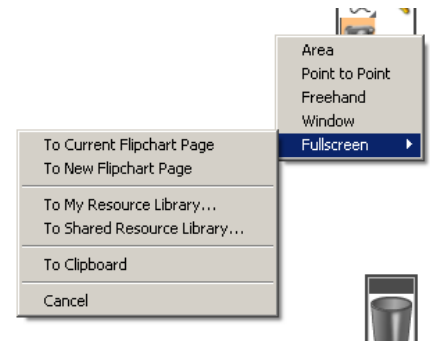 Area
Point to Point
Freehand
Window
Fullscreen
To Current Flipchart Page
To New Flipchart Page
To My Resource Library...
To Shared Resource Library...
To Clipboard
Cancel